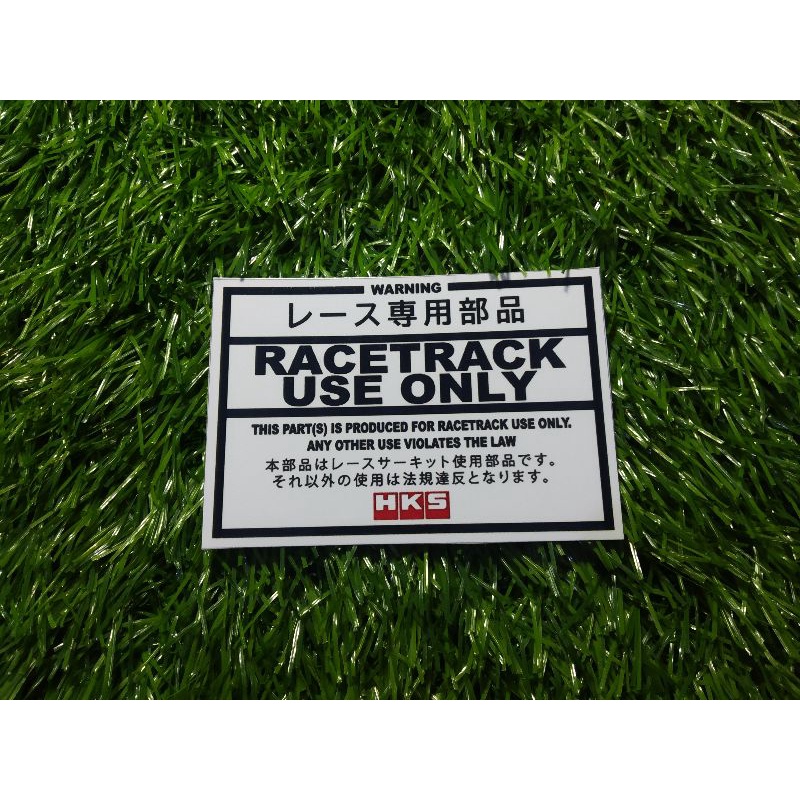 WARNING
レース専用部品
RACETRACK
USE ONLY
THIS PART(S) IS PRODUCED FOR RACETRACK USE ONLY.
ANY OTHER USE VIOLATES THE LAW
本部品はレースサーキット使用部品です。
それ以外の使用は法規違反となります。
HKS